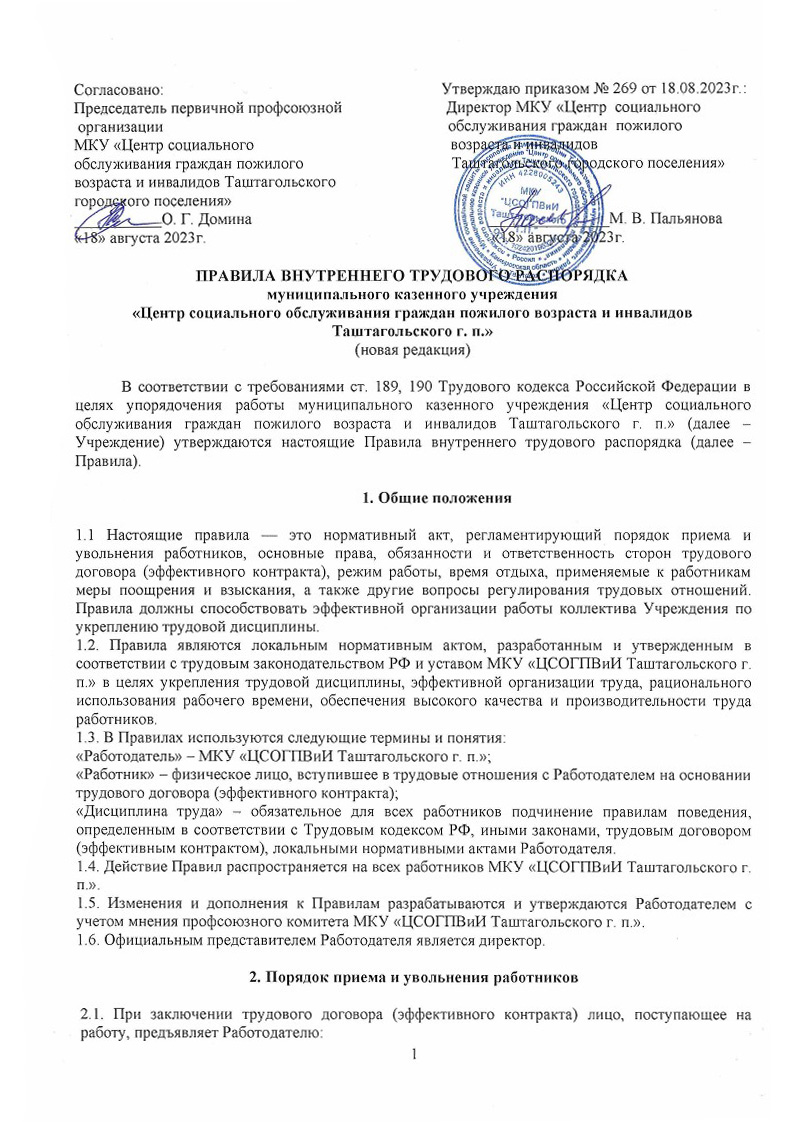 Согласовано:
Председатель первичной профсоюзной
организации
МКУ «Центр социального
обслуживания граждан пожилого
возраста и инвалидов Таштагольского
городского поселения»
О. Г. Домина
«18» августа 2023г.
Утверждаю приказом № 269 от 18.08.2023г.:
Директор МКУ «Центр социального
обслуживания граждан пожилого
возраста и инвалидов
Таштагольского городского поселения»
М. В. Пальянова
«18» августа 2023г.
ИНН 4228005243
МКУ
"ЦСОГПВиИ
ПРАВИЛА ВНУТРЕННЕГО ТРУДОВОГО РАСПОРЯДКА
муниципального казенного учреждения
«Центр социального обслуживания граждан пожилого возраста и инвалидов
Таштагольского г. п.»
(новая редакция)
В соответствии с требованиями ст. 189, 190 Трудового кодекса Российской Федерации в
целях упорядочения работы муниципального казенного учреждения «Центр социального
обслуживания граждан пожилого возраста и инвалидов Таштагольского г. п.» (далее –
Учреждение) утверждаются настоящие Правила внутреннего трудового распорядка (далее –
Правила).
1. Общие положения
1.1 Настоящие правила — это нормативный акт, регламентирующий порядок приема и
увольнения работников, основные права, обязанности и ответственность сторон трудового
договора (эффективного контракта), режим работы, время отдыха, применяемые к работникам
меры поощрения и взыскания, а также другие вопросы регулирования трудовых отношений.
Правила должны способствовать эффективной организации работы коллектива Учреждения по
укреплению трудовой дисциплины.
1.2. Правила являются локальным нормативным актом, разработанным и утвержденным в
соответствии с трудовым законодательством РФ и уставом МКУ «ЦСОГПВиИ Таштагольского г.
п.» в целях укрепления трудовой дисциплины, эффективной организации труда, рационального
использования рабочего времени, обеспечения высокого качества и производительности труда
работников.
1.3. В Правилах используются следующие термины и понятия:
«Работодатель» – МКУ «ЦСОГПВиИ Таштагольского г. п.»;
«Работник» – физическое лицо, вступившее в трудовые отношения с Работодателем на основании
трудового договора (эффективного контракта);
«Дисциплина труда» – обязательное для всех работников подчинение правилам поведения,
определенным в соответствии с Трудовым кодексом РФ, иными законами, трудовым договором
(эффективным контрактом), локальными нормативными актами Работодателя.
1.4. Действие Правил распространяется на всех работников МКУ «ЦСОГПВиИ Таштагольского г.
п.».
1.5. Изменения и дополнения к Правилам разрабатываются и утверждаются Работодателем с
учетом мнения профсоюзного комитета МКУ «ЦСОГПВиИ Таштагольского г. п.».
1.6. Официальным представителем Работодателя является директор.
2. Порядок приема и увольнения работников
2.1. При заключении трудового договора (эффективного контракта) лицо, поступающее на
работу, предъявляет Работодателю:
1